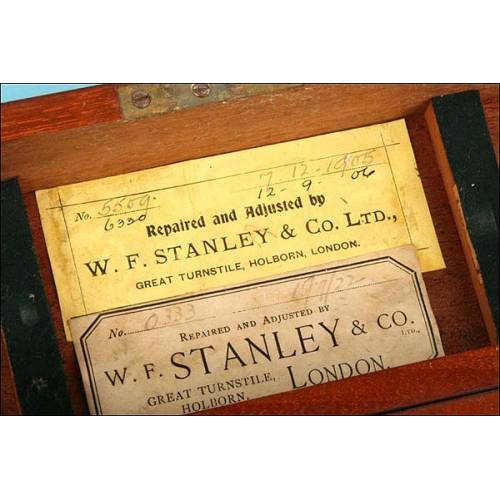 7 12-1905
No. 5509.
12-9. 06
6330
Repaired and Adjusted by
W. F. STANLEY & CO. LTD.,
GREAT TURNSTILE, HOLBORN, LONDON.
No. 0333
REPAIRED AND ADJUSTED BY
W. F. STANLEY & CO. LTD.,
GREAT TURNSTILE, LONDON.
HOLBORN,